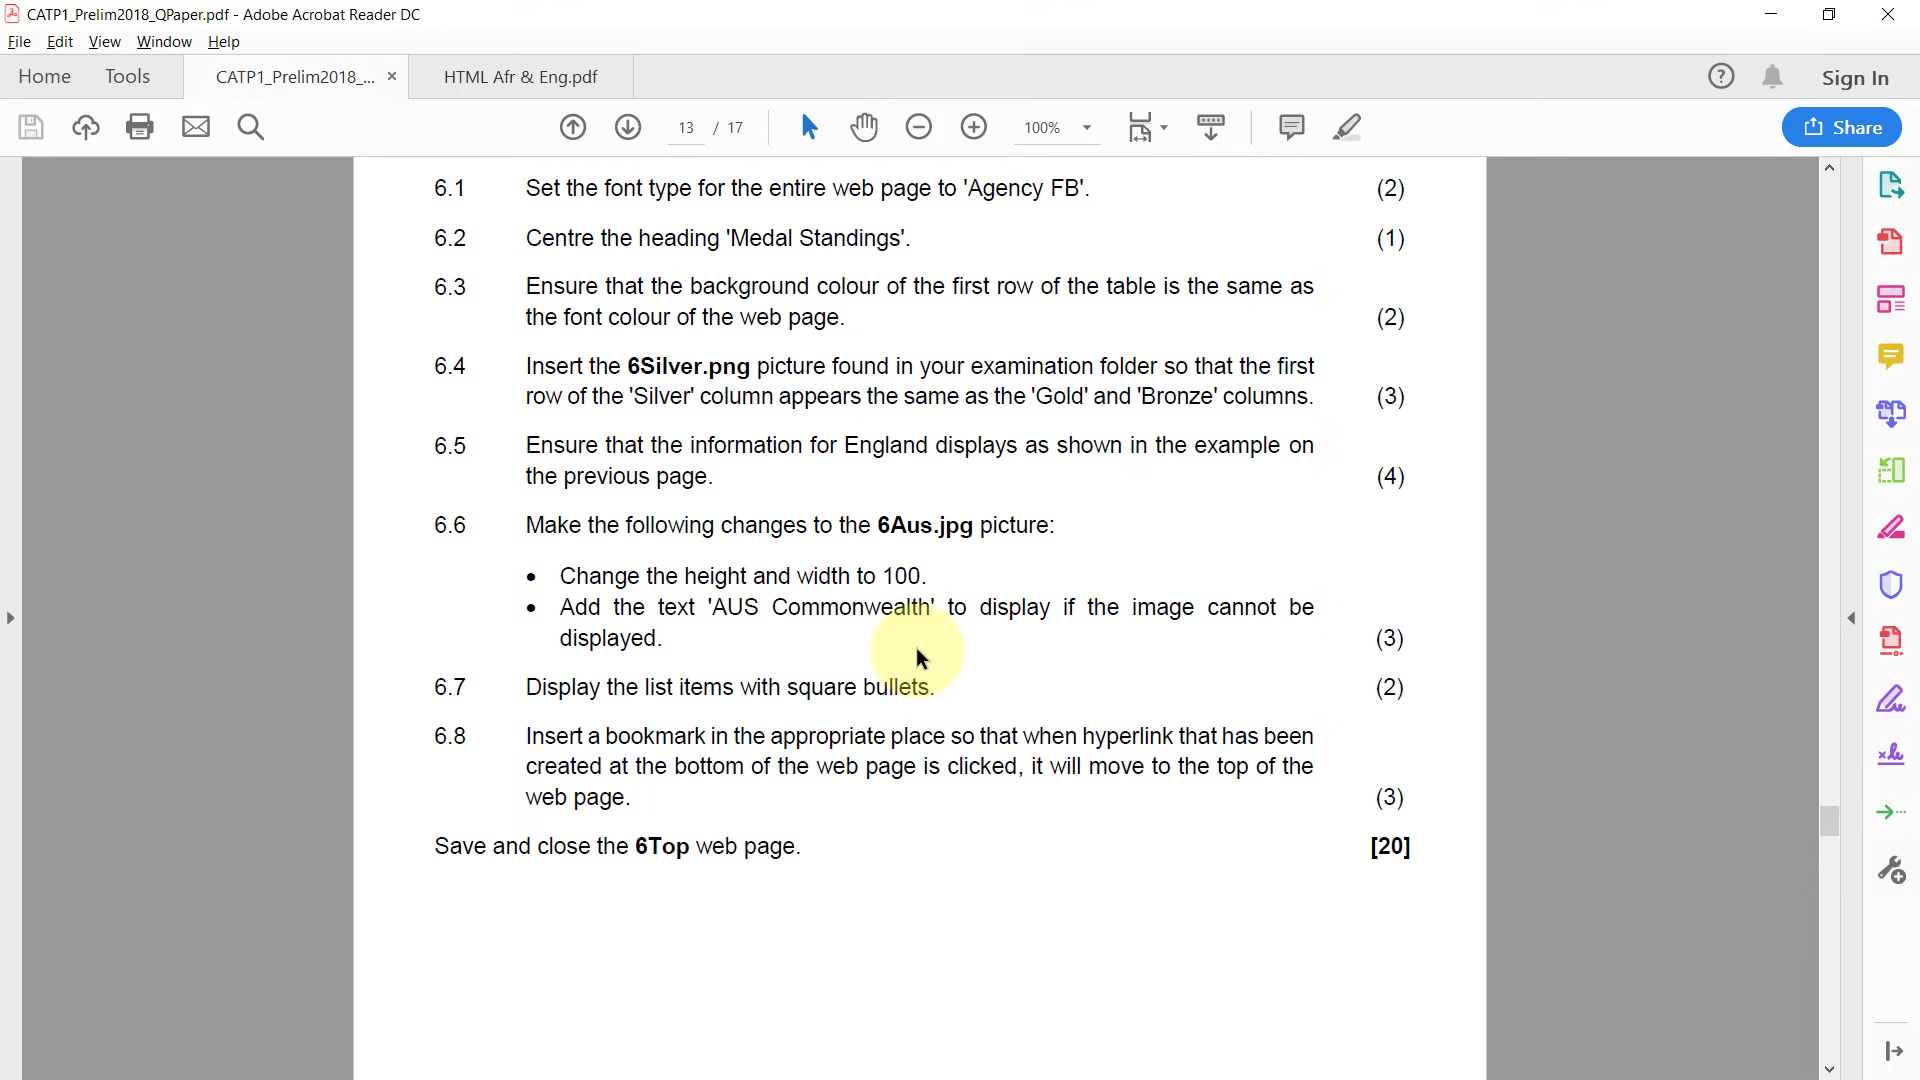 CATP1_Prelim2018_QPaper.pdf - Adobe Acrobat Reader DC
File Edit View Window Help
Home Tools CATP1_Prelim2018_... × HTML Afr & Eng.pdf Sign In
13 / 17 100% Share
6.1 Set the font type for the entire web page to 'Agency FB'. (2)
6.2 Centre the heading 'Medal Standings'. (1)
6.3 Ensure that the background colour of the first row of the table is the same as
the font colour of the web page. (2)
6.4 Insert the 6Silver.png picture found in your examination folder so that the first
row of the 'Silver' column appears the same as the 'Gold' and 'Bronze' columns. (3)
6.5 Ensure that the information for England displays as shown in the example on
the previous page. (4)
6.6 Make the following changes to the 6Aus.jpg picture:
• Change the height and width to 100.
• Add the text 'AUS Commonwealth' to display if the image cannot be
displayed. (3)
6.7 Display the list items with square bullets. (2)
6.8 Insert a bookmark in the appropriate place so that when hyperlink that has been
created at the bottom of the web page is clicked, it will move to the top of the
web page. (3)
Save and close the 6Top web page. [20]